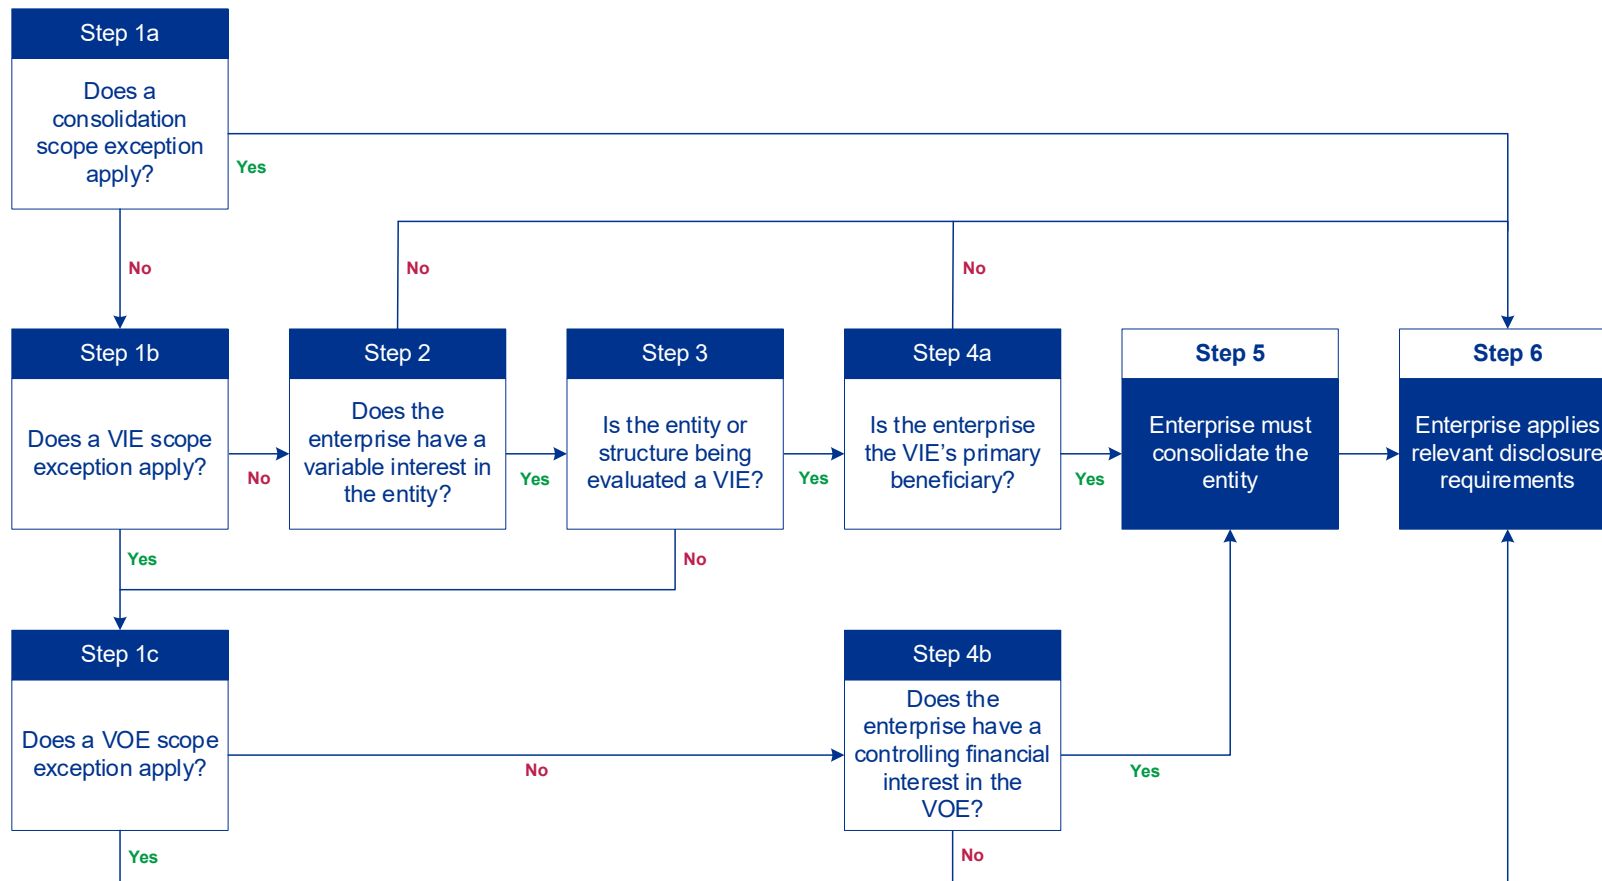 Step 1a
Does a
consolidation
scope exception
apply?
Yes
No
No
No
Step 1b
Does a VIE scope
exception apply?
No
Yes
Step 2
Does the
enterprise have a
variable interest in
the entity?
Yes
Step 3
Is the entity or
structure being
evaluated a VIE?
Yes
No
Step 4a
Is the enterprise
the VIE’s primary
beneficiary?
Yes
Step 5
Enterprise must
consolidate the
entity
Step 6
Enterprise applies
relevant disclosure
requirements
Step 1c
Does a VOE scope
exception apply?
No
Yes
Step 4b
Does the
enterprise have a
controlling financial
interest in the
VOE?
Yes
No